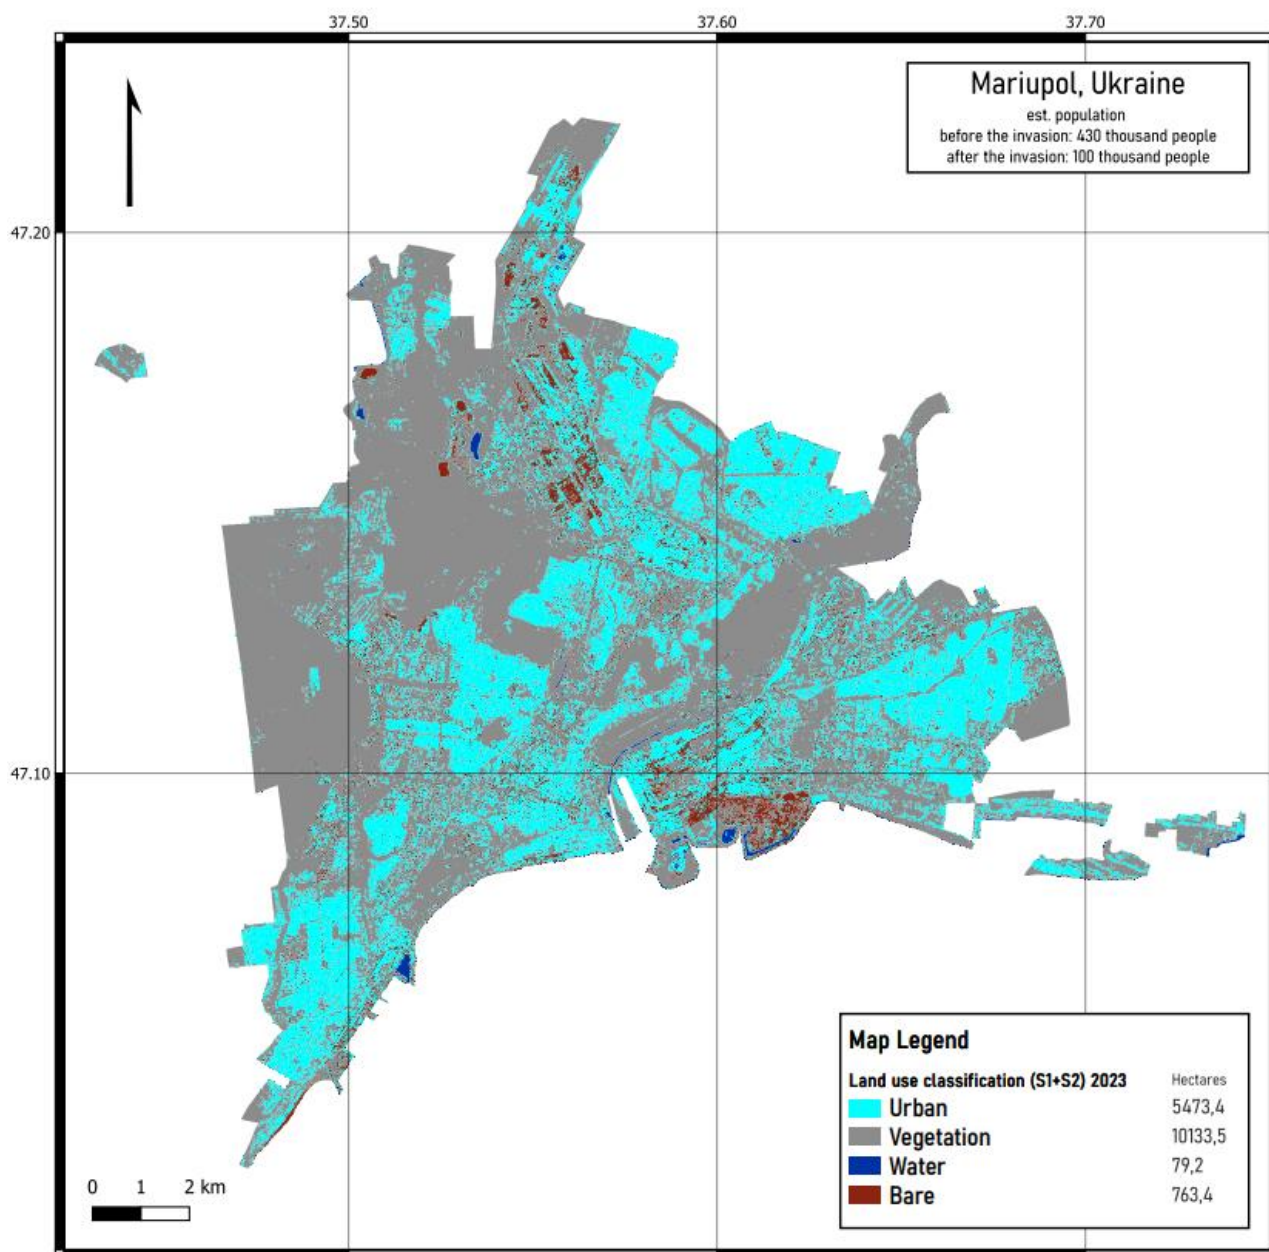 37.50 37.60 37.70
Mariupol, Ukraine
est. population
before the invasion: 430 thousand people
after the invasion: 100 thousand people
47.20
47.10
Map Legend
Land use classification (S1+S2) 2023 Hectares
Urban 5473,4
Vegetation 10133,5
Water 79,2
Bare 763,4
0 1 2 km